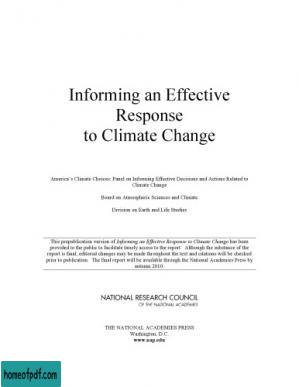 Informing an Effective
Response
to Climate Change
America's Climate Choices: Panel on Informing Effective Decisions and Actions Related to
Climate Change
Board on Atmospheric Sciences and Climate
Division on Earth and Life Studies
This prepublication version of Informing an Effective Response to Climate Change has been
provided to the public to facilitate timely access to the report. Although the substance of the
report is final, editorial changes may be made throughout the text and citations will be checked
prior to publication. The final report will be available through the National Academies Press by
autumn 2010.
NATIONAL RESEARCH COUNCIL
OF THE NATIONAL ACADEMIES
THE NATIONAL ACADEMIES PRESS
Washington, D.C.
www.nap.edu
homeofpdf.com